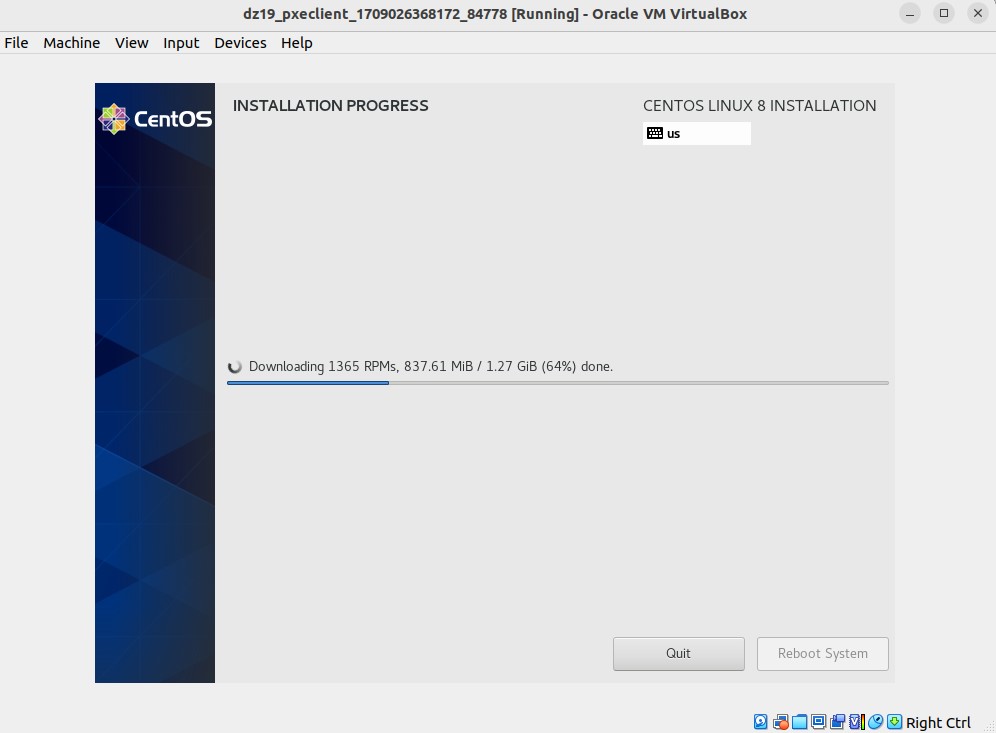 dz19_pxeclient_1709026368172_84778 [Running] - Oracle VM VirtualBox
File Machine View Input Devices Help
CentOS
INSTALLATION PROGRESS
CENTOS LINUX 8 INSTALLATION
us
Downloading 1365 RPMs, 837.61 MiB / 1.27 GiB (64%) done.
Quit
Reboot System
Right Ctrl